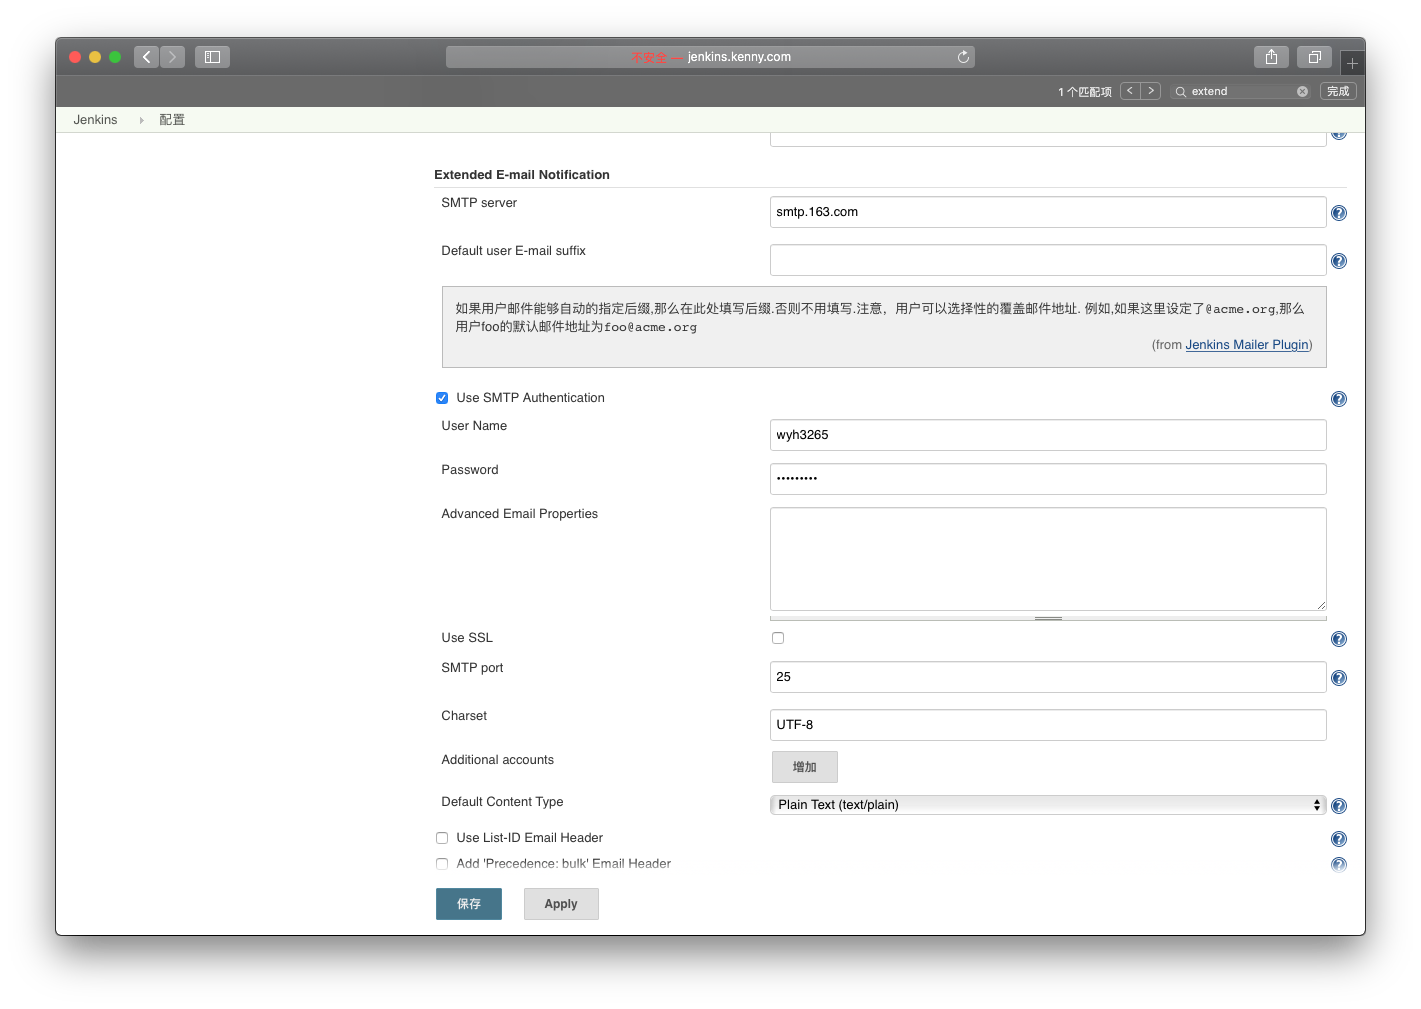 不安全 — jenkins.kenny.com
1 个匹配项
extend
完成
Jenkins
配置
Extended E-mail Notification
SMTP server
smtp.163.com
Default user E-mail suffix
如果用户邮件能够自动的指定后缀,那么在此处填写后缀.否则不用填写.注意，用户可以选择性的覆盖邮件地址. 例如,如果这里设定了@acme.org,那么
用户foo的默认邮件地址为foo@acme.org
(from Jenkins Mailer Plugin)
Use SMTP Authentication
User Name
wyh3265
Password
•••••••••
Advanced Email Properties
Use SSL
SMTP port
25
Charset
UTF-8
Additional accounts
增加
Default Content Type
Plain Text (text/plain)
Use List-ID Email Header
Add 'Precedence: bulk' Email Header
保存
Apply